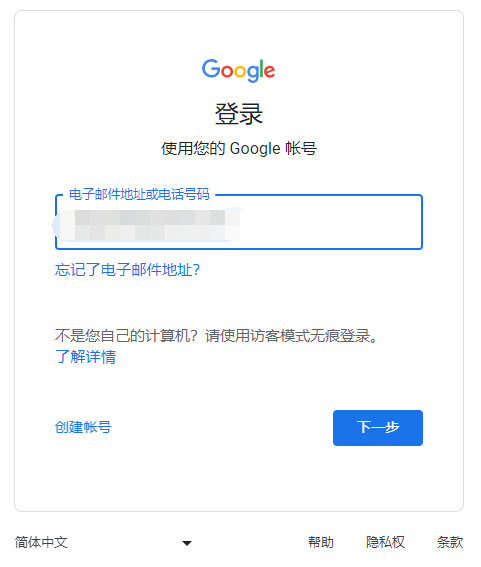 Google
登录
使用您的 Google 帐号
电子邮件地址或电话号码
忘记了电子邮件地址?
不是您自己的计算机？请使用访客模式无痕登录。
了解详情
创建帐号
下一步
简体中文
帮助
隐私权
条款